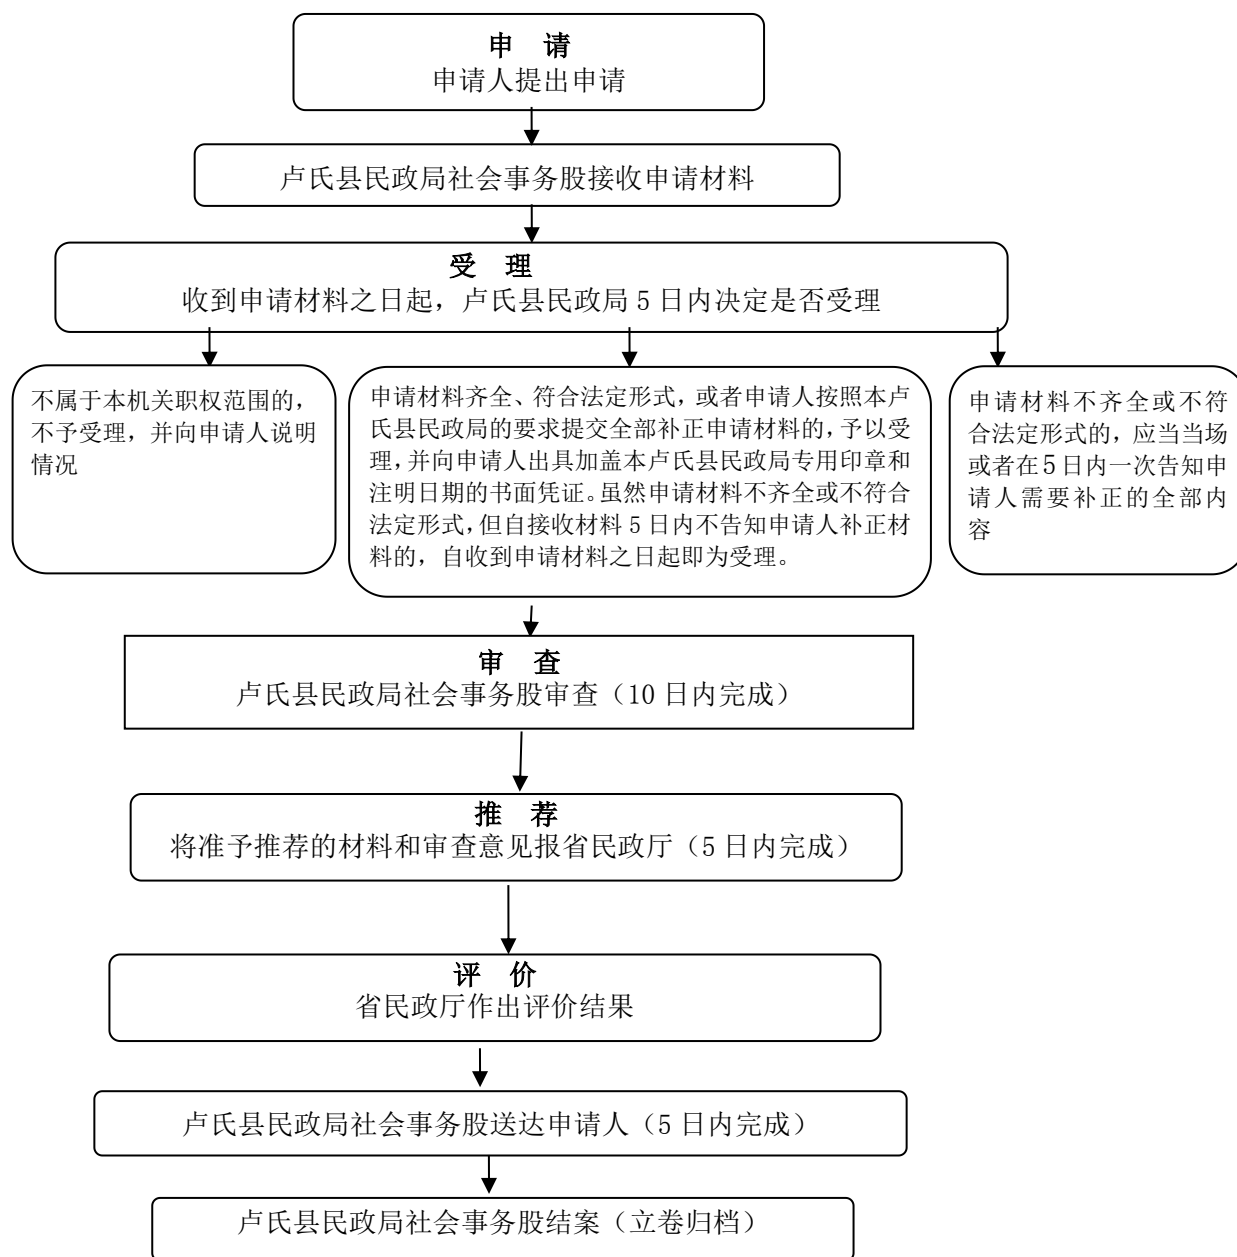 申 请
申请人提出申请
卢氏县民政局社会事务股接收申请材料
受 理
收到申请材料之日起，卢氏县民政局 5 日内决定是否受理
不属于本机关职权范围的，
不予受理，并向申请人说明
情况
申请材料齐全、符合法定形式，或者申请人按照本卢
氏县民政局的要求提交全部补正申请材料的，予以受
理，并向申请人出具加盖本卢氏县民政局专用印章和
注明日期的书面凭证。虽然申请材料不齐全或不符合
法定形式，但自接收材料 5 日内不告知申请人补正材
料的，自收到申请材料之日起即为受理。
申请材料不齐全或不符
合法定形式的，应当当场
或者在 5 日内一次告知申
请人需要补正的全部内
容
审 查
卢氏县民政局社会事务股审查（10 日内完成）
推 荐
将准予推荐的材料和审查意见报省民政厅（5 日内完成）
评 价
省民政厅作出评价结果
卢氏县民政局社会事务股送达申请人（5 日内完成）
卢氏县民政局社会事务股结案（立卷归档）